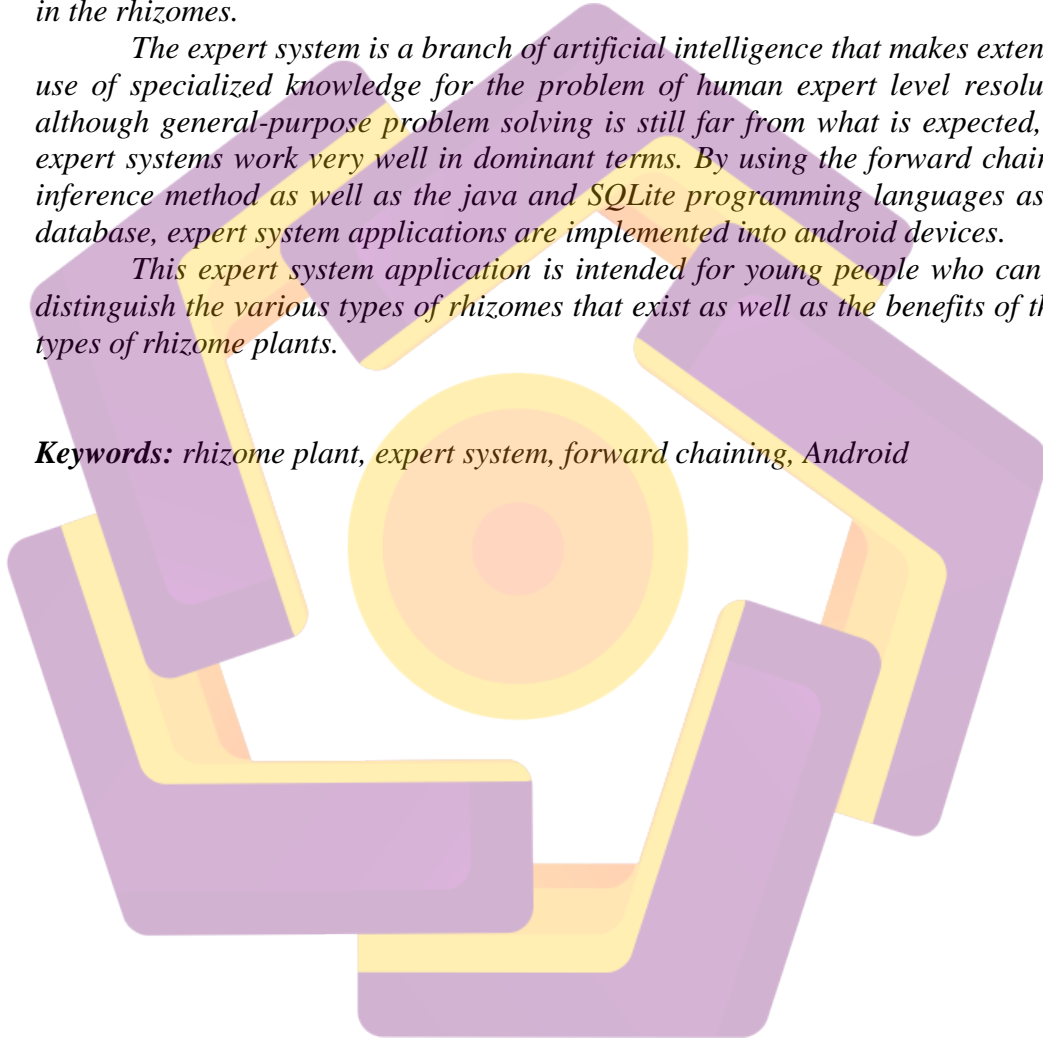 in the rhizomes.
The expert system is a branch of artificial intelligence that makes exten
use of specialized knowledge for the problem of human expert level resolu
although general-purpose problem solving is still far from what is expected,
expert systems work very well in dominant terms. By using the forward chain
inference method as well as the java and SQLite programming languages as
database, expert system applications are implemented into android devices.
This expert system application is intended for young people who can
distinguish the various types of rhizomes that exist as well as the benefits of th
types of rhizome plants.
Keywords: rhizome plant, expert system, forward chaining, Android